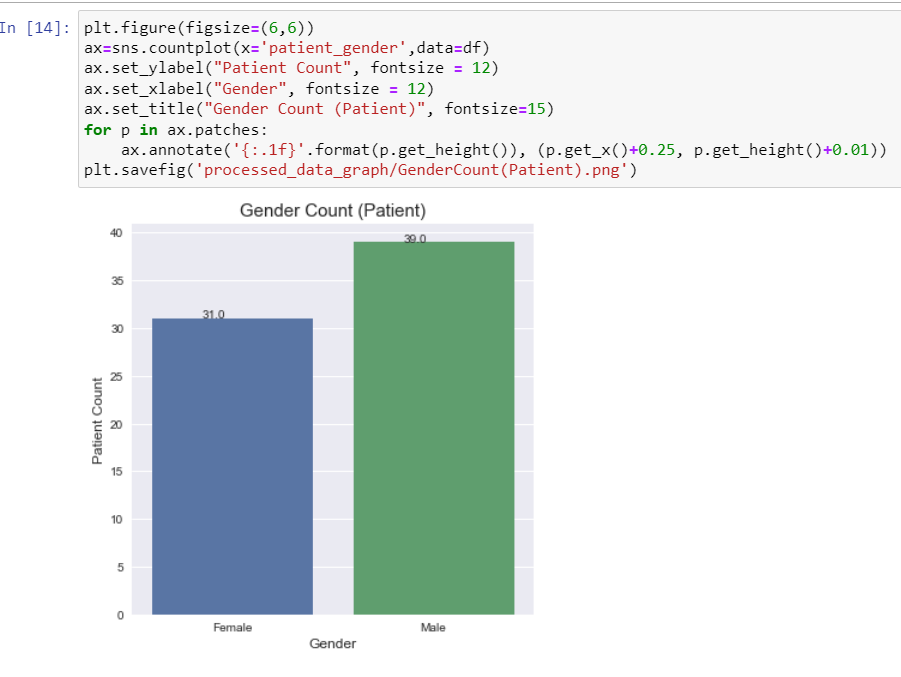 In [14]: plt.figure(figsize=(6,6))
ax=sns.countplot(x='patient_gender',data=df)
ax.set_ylabel("Patient Count", fontsize = 12)
ax.set_xlabel("Gender", fontsize = 12)
ax.set_title("Gender Count (Patient)", fontsize=15)
for p in ax.patches:
    ax.annotate('{:.1f}'.format(p.get_height()), (p.get_x()+0.25, p.get_height()+0.01))
plt.savefig('processed_data_graph/GenderCount(Patient).png')
Gender Count (Patient)
40
39.0
35
31.0
30
25
Patient Count
20
15
10
5
0
Female Male
Gender